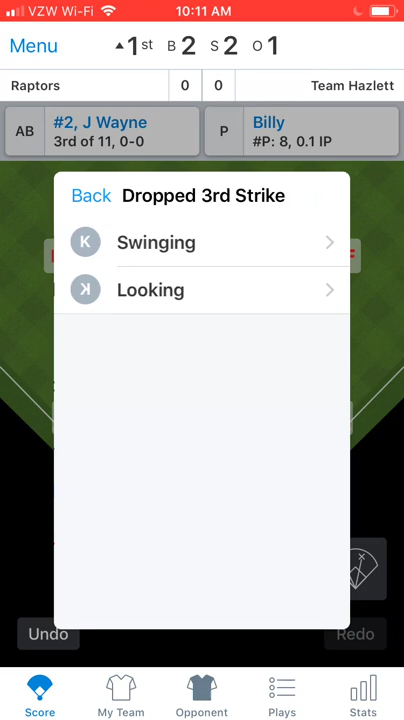 VZW Wi-Fi 10:11 AM
Menu ▲1st B 2 S 2 O 1
Raptors 0 0 Team Hazlett
AB #2, J Wayne P Billy
3rd of 11, 0-0 #P: 8, 0.1 IP
Back Dropped 3rd Strike
K Swinging
ꓘ Looking
Undo Redo
Score My Team Opponent Plays Stats